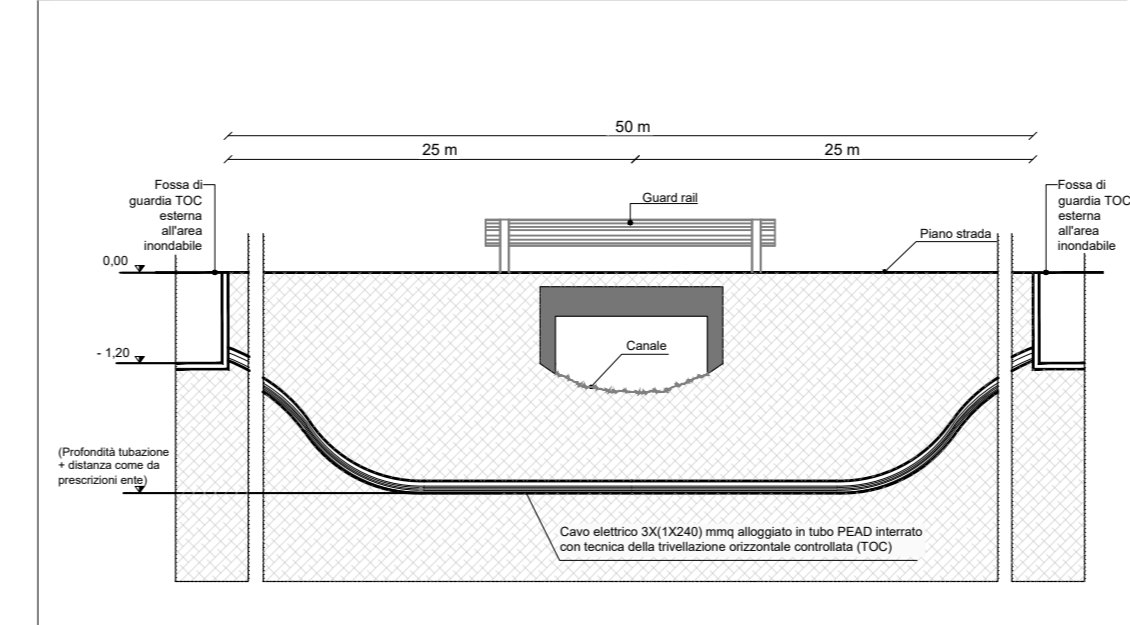 50 m
25 m
25 m
Fossa di
guardia TOC
esterna
all'area
inondabile
Guard rail
Piano strada
Fossa di
guardia TOC
esterna
all'area
inondabile
0,00
- 1,20
Canale
(Profondità tubazione
+ distanza come da
prescrizioni ente)
Cavo elettrico 3X(1X240) mmq alloggiato in tubo PEAD interrato
con tecnica della trivellazione orizzontale controllata (TOC)